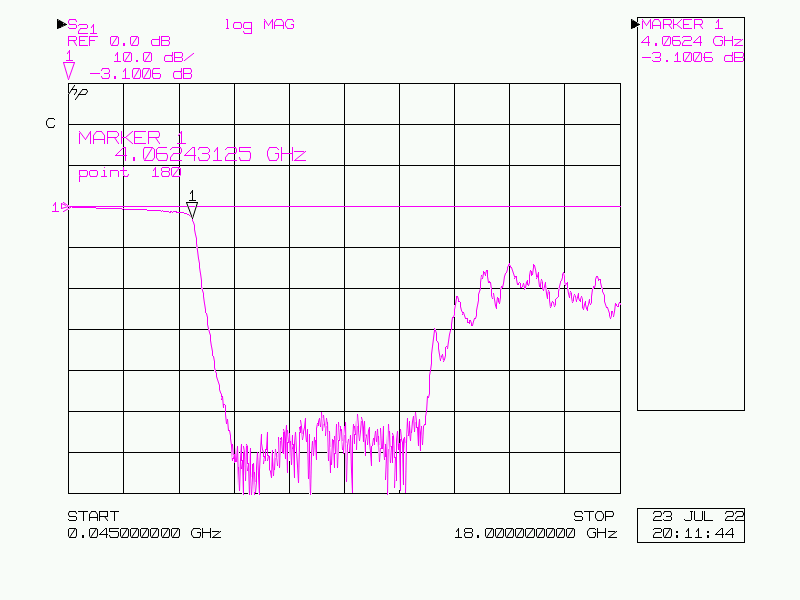 ▶S21 log MAG
REF 0.0 dB
1 10.0 dB/
▽ -3.1006 dB
hp
C
MARKER 1
4.06243125 GHz
point 180
1
1
START
0.045000000 GHz
STOP
18.000000000 GHz
▶MARKER 1
4.0624 GHz
-3.1006 dB
23 JUL 22
20:11:44